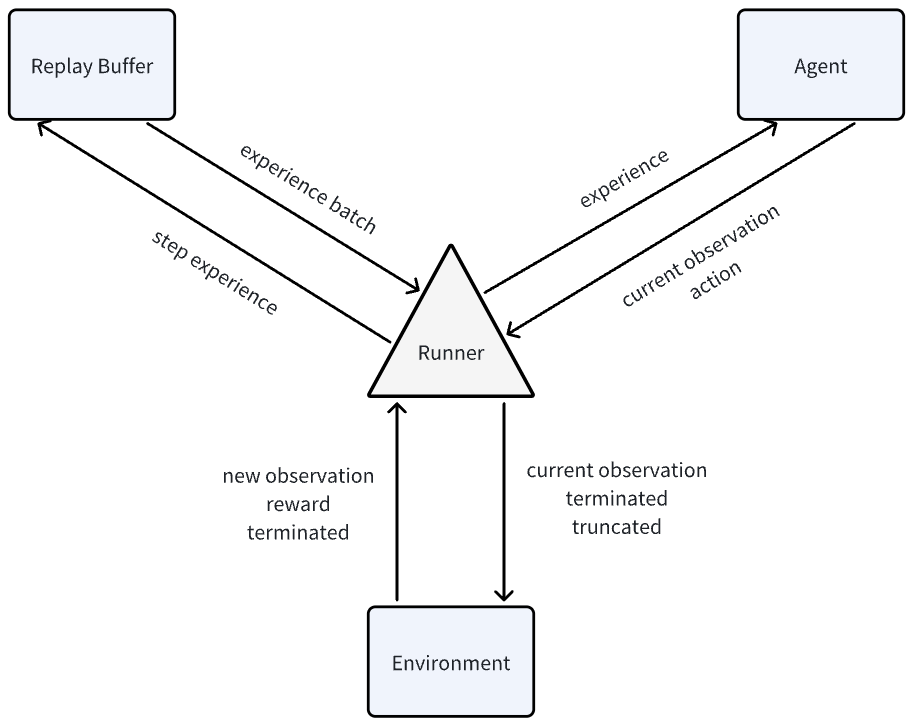 Replay Buffer
Agent
experience batch
experience
step experience
current observation
action
Runner
new observation
reward
terminated
current observation
terminated
truncated
Environment